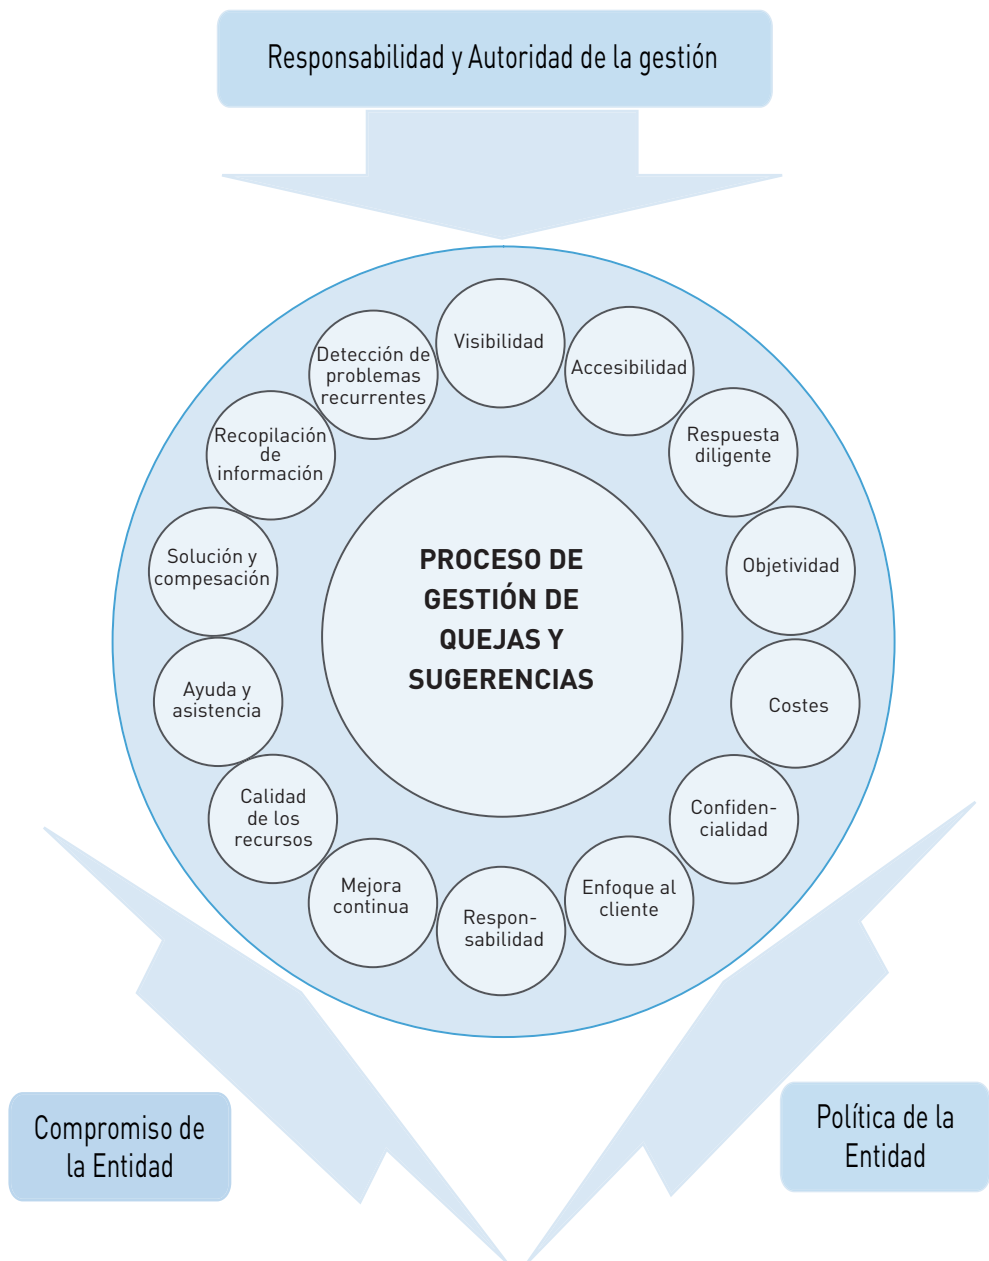 Responsabilidad y Autoridad de la gestión
Visibilidad
Accesibilidad
Respuesta
diligente
Objetividad
Costes
Confiden-
cialidad
Enfoque al
cliente
Respon-
sabilidad
Mejora
continua
Calidad
de los
recursos
Ayuda y
asistencia
Solución y
compesación
Recopilación
de
información
Detección de
problemas
recurrentes
PROCESO DE
GESTIÓN DE
QUEJAS Y
SUGERENCIAS
Compromiso de
la Entidad
Política de la
Entidad